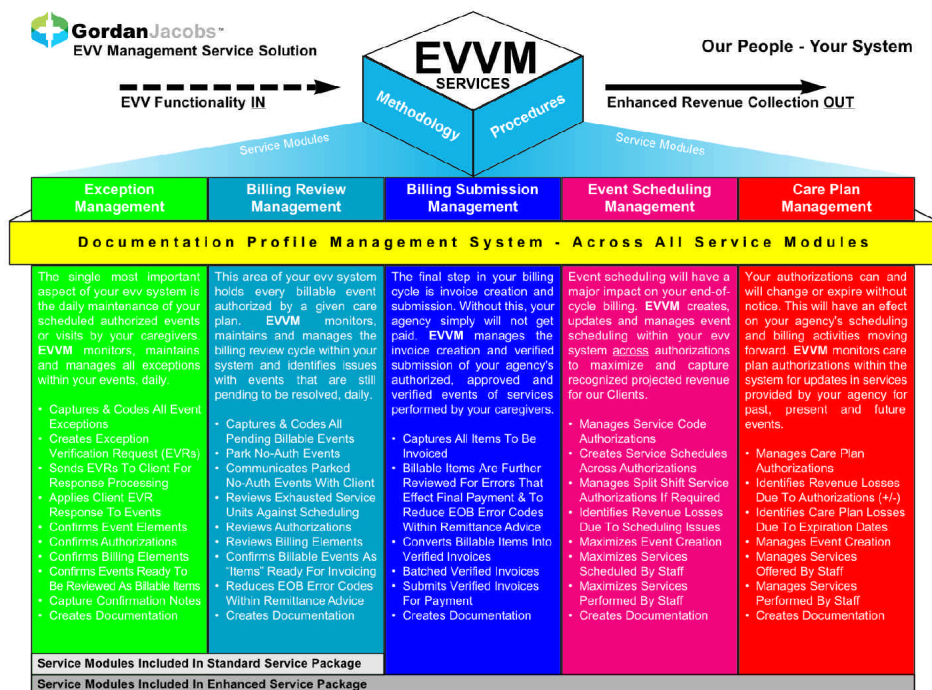 GordanJacobs™
EVV Management Service Solution
EVVM
SERVICES
Methodology
Procedures
Our People - Your System
EVV Functionality IN
Enhanced Revenue Collection OUT
Service Modules
Service Modules
Exception
Management
Billing Review
Management
Billing Submission
Management
Event Scheduling
Management
Care Plan
Management
Documentation Profile Management System - Across All Service Modules
The single most important
aspect of your evv system is
the daily maintenance of your
scheduled authorized events
or visits by your caregivers.
EVVM monitors, maintains
and manages all exceptions
within your events, daily.
• Captures & Codes All Event
Exceptions
• Creates Exception
Verification Request (EVRs)
• Sends EVRs To Client For
Response Processing
• Applies Client EVR
Response To Events
• Confirms Event Elements
• Confirms Authorizations
• Confirms Billing Elements
• Confirms Events Ready To
Be Reviewed As Billable Items
• Capture Confirmation Notes
• Creates Documentation
This area of your evv system
holds every billable event
authorized by a given care
plan. EVVM monitors,
maintains and manages the
billing review cycle within your
system and identifies issues
with events that are still
pending to be resolved, daily.
• Captures & Codes All
Pending Billable Events
• Park No-Auth Events
• Communicates Parked
No-Auth Events With Client
• Reviews Exhausted Service
Units Against Scheduling
• Reviews Authorizations
• Reviews Billing Elements
• Confirms Billable Events As
"Items" Ready For Invoicing
• Reduces EOB Error Codes
Within Remittance Advice
• Creates Documentation
The final step in your billing
cycle is invoice creation and
submission. Without this, your
agency simply will not get
paid. EVVM manages the
invoice creation and verified
submission of your agency's
authorized, approved and
verified events of services
performed by your caregivers.
• Captures All Items To Be
Invoiced
• Billable Items Are Further
Reviewed For Errors That
Effect Final Payment & To
Reduce EOB Error Codes
Within Remittance Advice
• Converts Billable Items Into
Verified Invoices
• Batched Verified Invoices
• Submits Verified Invoices
For Payment
• Creates Documentation
Event scheduling will have a
major impact on your end-of-
cycle billing. EVVM creates,
updates and manages event
scheduling within your evv
system across authorizations
to maximize and capture
recognized projected revenue
for our Clients.
• Manages Service Code
Authorizations
• Creates Service Schedules
Across Authorizations
• Manages Split Shift Service
Authorizations If Required
• Identifies Revenue Losses
Due To Scheduling Issues
• Maximizes Event Creation
• Maximizes Services
Scheduled By Staff
• Maximizes Services
Performed By Staff
• Creates Documentation
Your authorizations can and
will change or expire without
notice. This will have an efect
on your agency's scheduling
and billing activities moving
forward. EVVM monitors care
plan authorizations within the
system for updates in services
provided by your agency for
past, present and future
events.
• Manages Care Plan
Authorizations
• Identifies Revenue Losses
Due To Authorizations (+/-)
• Identifies Care Plan Losses
Due To Expiration Dates
• Manages Event Creation
• Manages Services
Offered By Staff
• Manages Services
Performed By Staff
• Creates Documentation
Service Modules Included In Standard Service Package
Service Modules Included In Enhanced Service Package